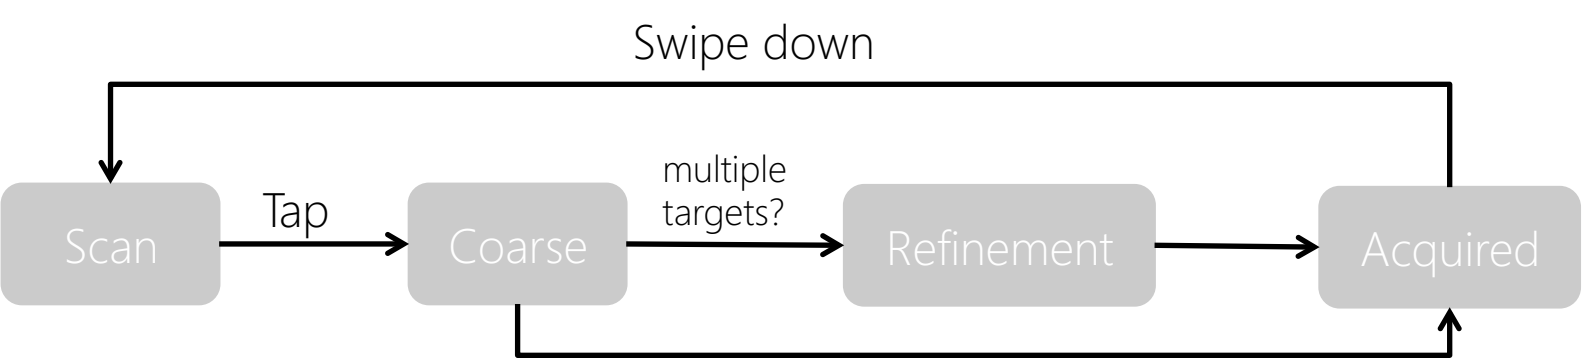 Swipe down
multiple
targets?
Tap
Scan
Coarse
Refinement
Acquired